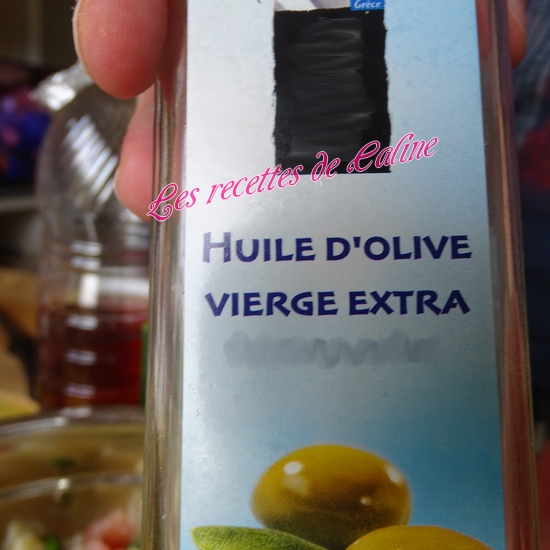 Grèce
Les recettes de Caline
HUILE D'OLIVE
VIERGE EXTRA